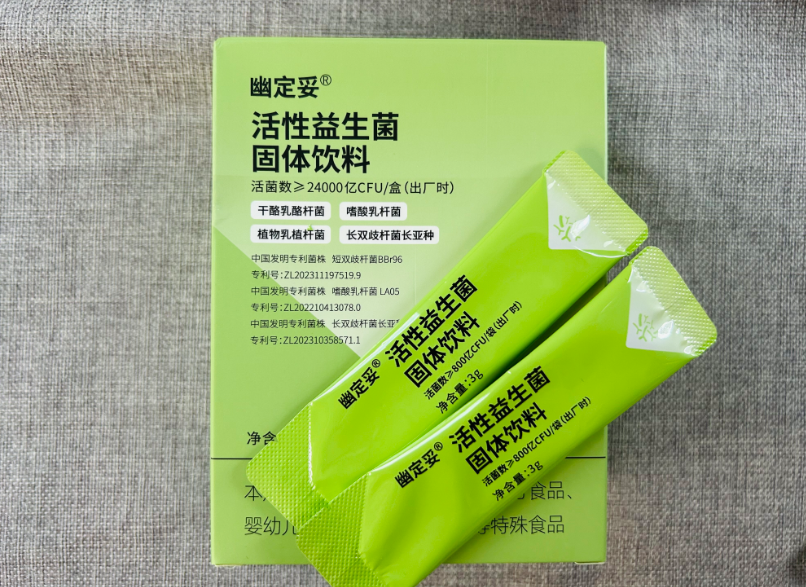 幽定妥®
活性益生菌
固体饮料
活菌数≥24000亿CFU/盒(出厂时)
干酪乳酪杆菌 嗜酸乳杆菌
植物乳植杆菌 长双歧杆菌长亚种
中国发明专利菌株 短双歧杆菌BBr96
专利号:ZL202311197519.9
中国发明专利菌株 嗜酸乳杆菌 LA05
专利号:ZL202210413078.0
中国发明专利菌株 长双歧杆菌长亚
专利号:ZL202310358571.1
净含
本
食品、
婴幼儿
特殊食品
幽定妥®
活性益生菌
固体饮料
活菌数≥800亿CFU/袋(出厂时)
净含量:3g
幽定妥®
活性益生菌
固体饮料
活菌数≥800亿CFU/袋(出厂时)
净含量:3g